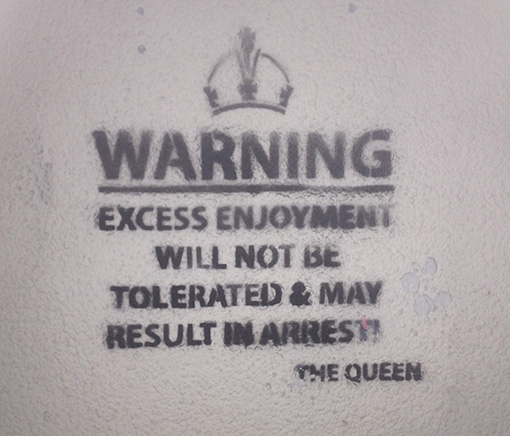 WARNING
EXCESS ENJOYMENT
WILL NOT BE
TOLERATED & MAY
RESULT IN ARREST!
THE QUEEN